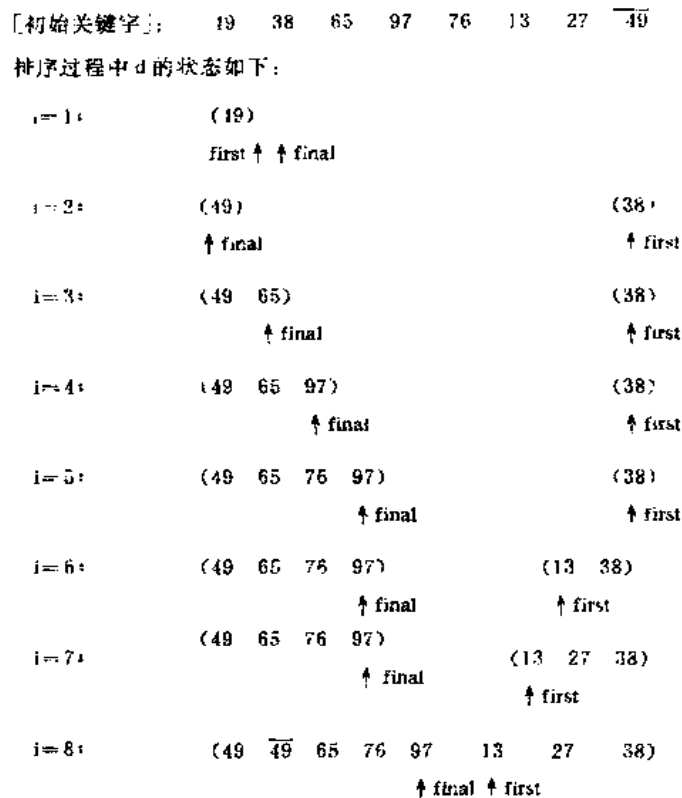 [初始关键字]: 49 38 65 97 76 13 27 49
排序过程中d的状态如下:
i=1: (49)
first ↑ ↑ final
i=2: (49) (38)
↑ final ↑ first
i=3: (49 65) (38)
↑ final ↑ first
i=4: (49 65 97) (38)
↑ final ↑ first
i=5: (49 65 76 97) (38)
↑ final ↑ first
i=6: (49 65 76 97) (13 38)
↑ final ↑ first
i=7: (49 65 76 97) (13 27 38)
↑ final ↑ first
i=8: (49 49 65 76 97 13 27 38)
↑ final ↑ first